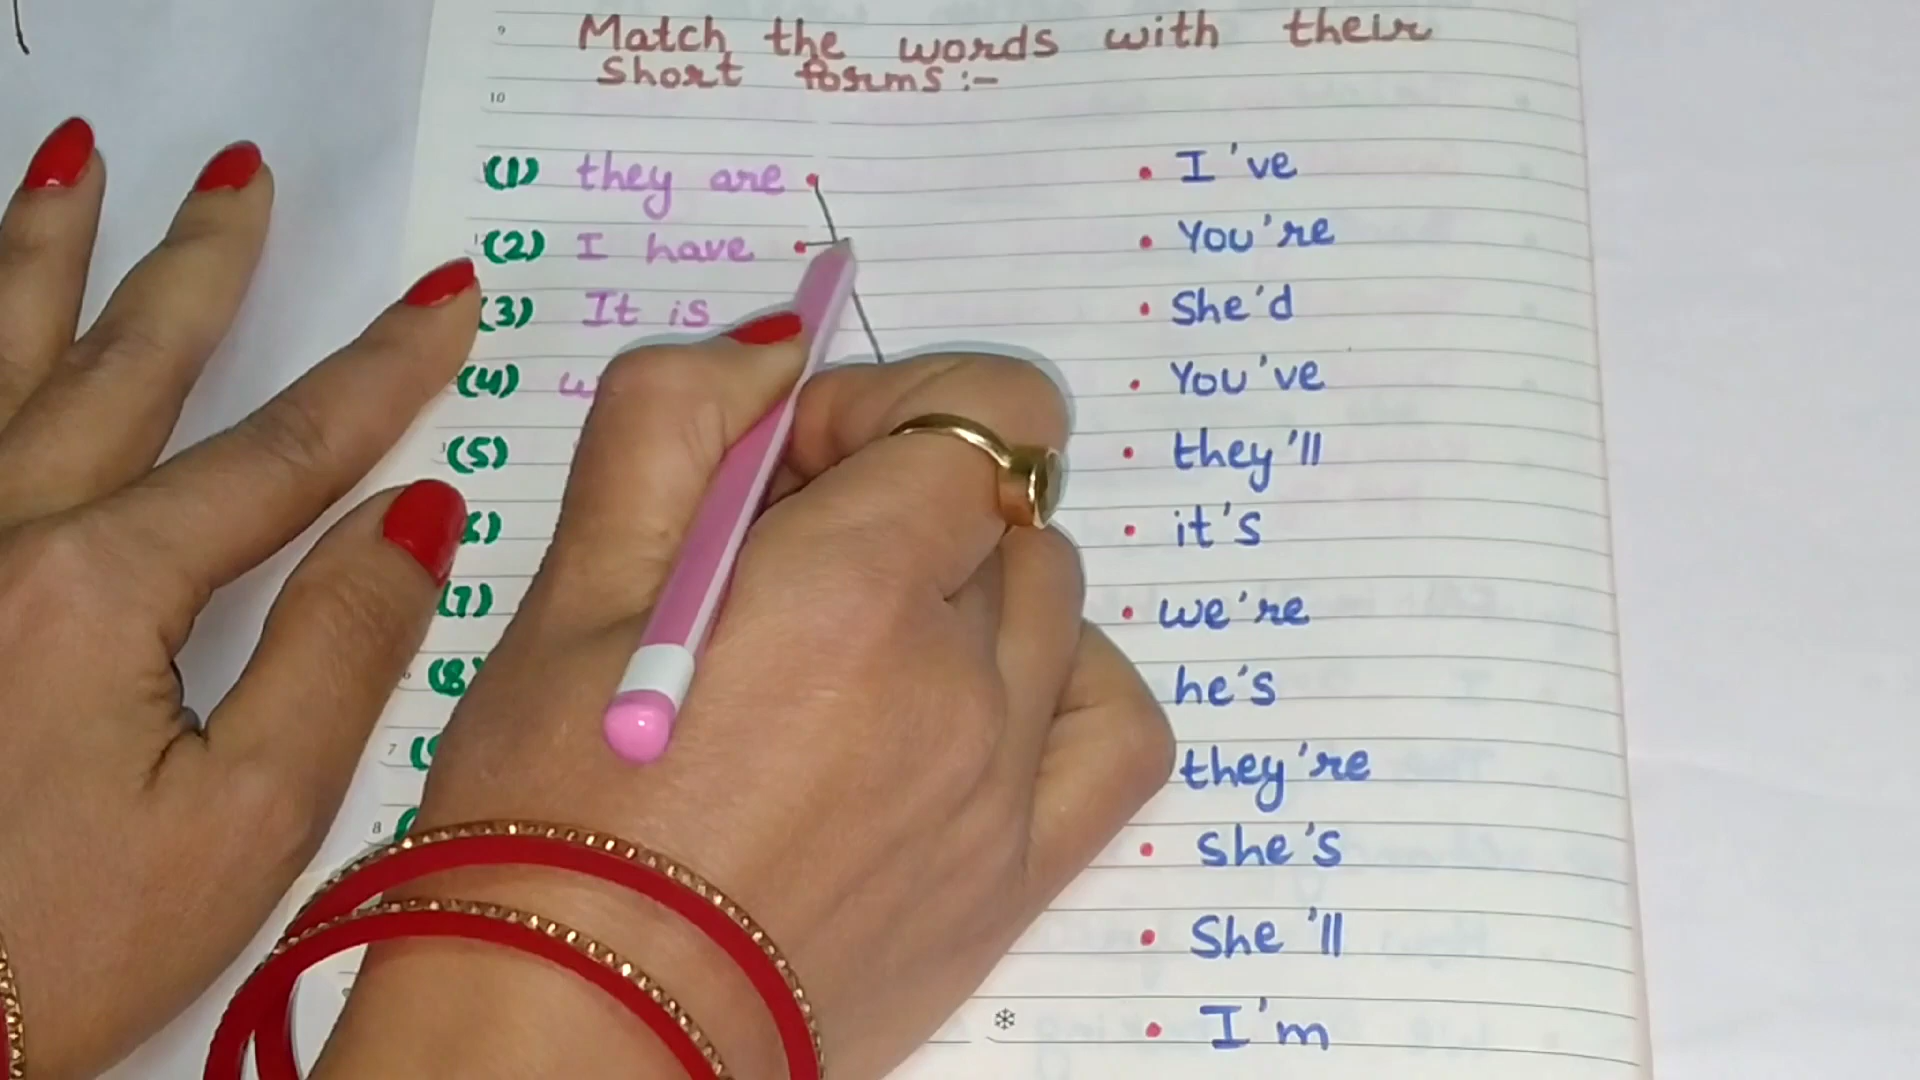 Match the words with their
Short forms:-
(1) they are • I've
(2) I have • You're
(3) It is • She'd
(4) w • You've
(5) • they'll
• it's
(7) • we're
(8) he's
they're
• she's
• She'll
• I'm